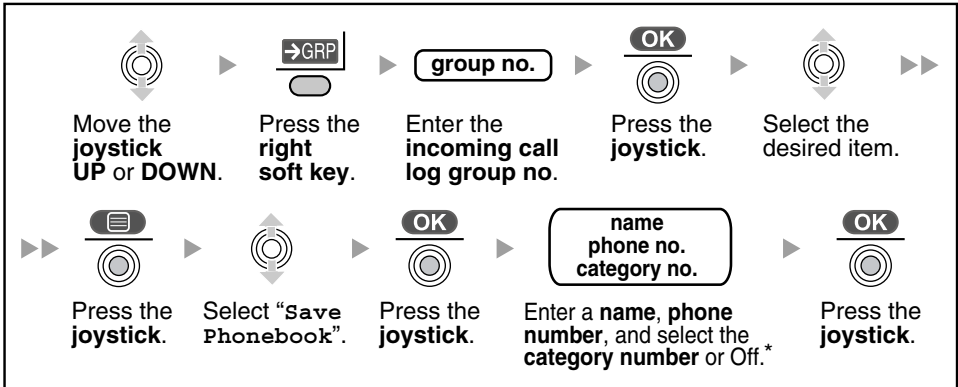 →GRP
group no.
OK
Move the
joystick
UP or DOWN.
Press the
right
soft key.
Enter the
incoming call
log group no.
Press the
joystick.
Select the
desired item.
OK
name
phone no.
category no.
OK
Press the
joystick.
Select “Save
Phonebook”.
Press the
joystick.
Enter a name, phone
number, and select the
category number or Off.*
Press the
joystick.